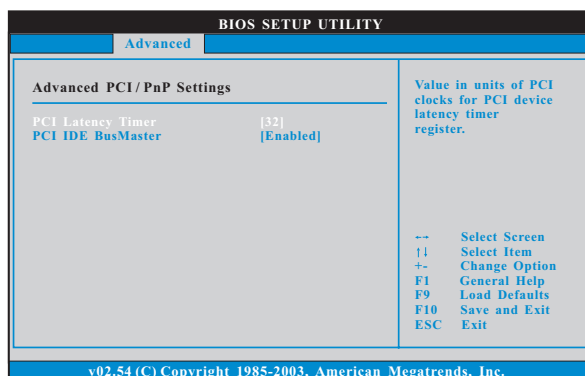 BIOS SETUP UTILITY
Advanced
Advanced PCI / PnP Settings
PCI Latency Timer [32]
PCI IDE BusMaster [Enabled]
Value in units of PCI
clocks for PCI device
latency timer
register.
←→ Select Screen
↑↓ Select Item
+- Change Option
F1 General Help
F9 Load Defaults
F10 Save and Exit
ESC Exit
v02.54 (C) Copyright 1985-2003, American Megatrends, Inc.